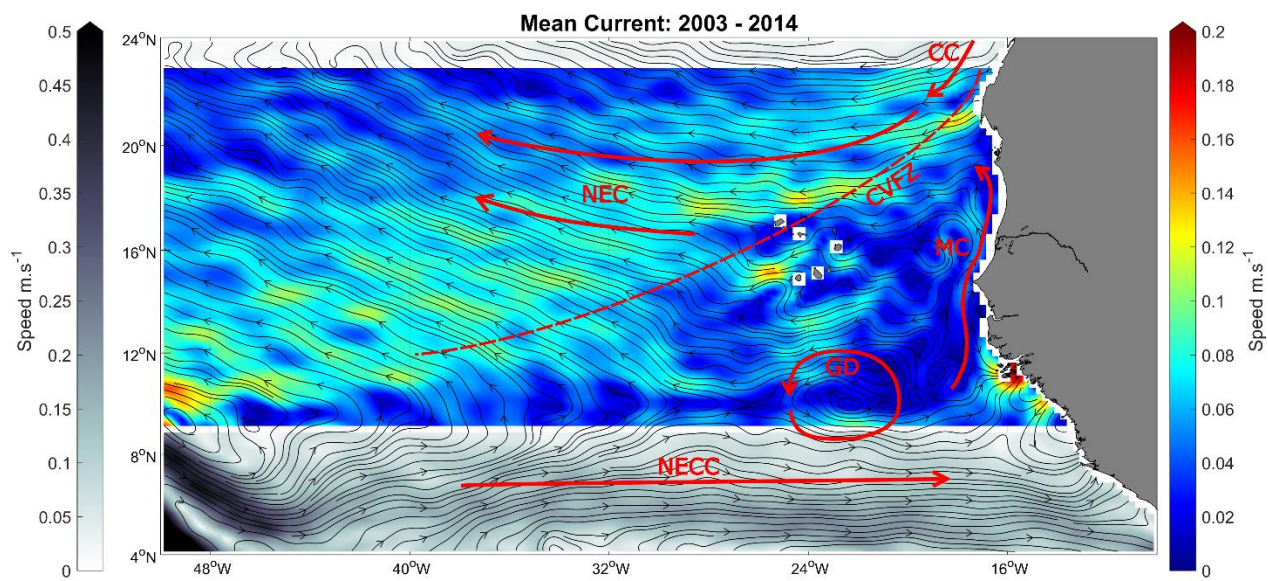 Mean Current: 2003 - 2014
0.5
0.45
0.4
0.35
0.3
0.25
0.2
0.15
0.1
0.05
0
Speed m.s⁻¹
24°N
20°N
16°N
12°N
8°N
4°N
48°W
40°W
32°W
24°W
16°W
CC
NEC
CVFZ
MC
GD
NECC
0.2
0.18
0.16
0.14
0.12
0.1
0.08
0.06
0.04
0.02
0
Speed m.s⁻¹